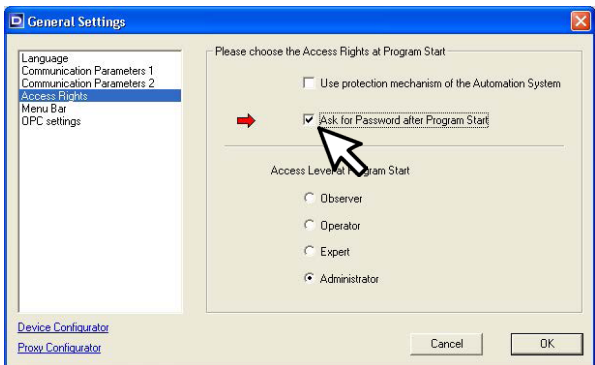 General Settings
Language
Communication Parameters 1
Communication Parameters 2
Access Rights
Menu Bar
OPC settings
Please choose the Access Rights at Program Start
Use protection mechanism of the Automation System
Ask for Password after Program Start
Access Level at Program Start
Observer
Operator
Expert
Administrator
Device Configurator
Proxy Configurator
Cancel
OK